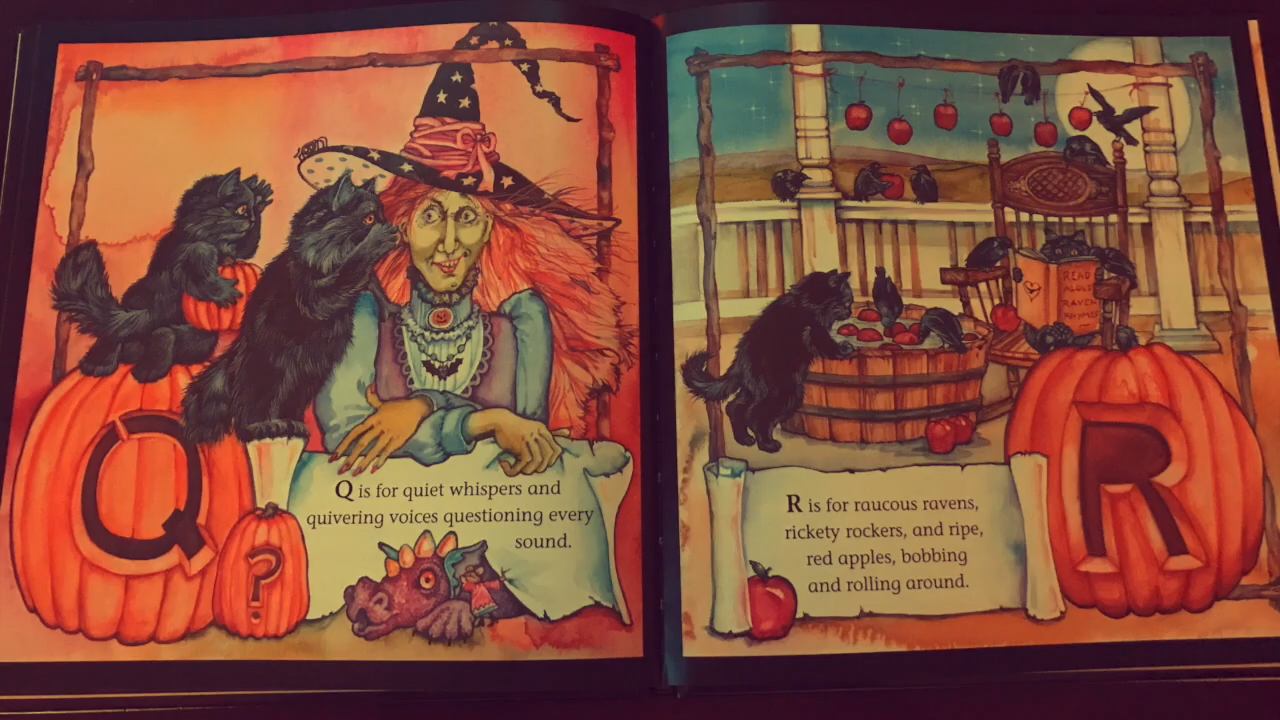 Q
?
Q is for quiet whispers and
quivering voices questioning every
sound.
READ
ALOUD
RAVEN
RHYMES
R is for raucous ravens,
rickety rockers, and ripe,
red apples, bobbing
and rolling around.
R